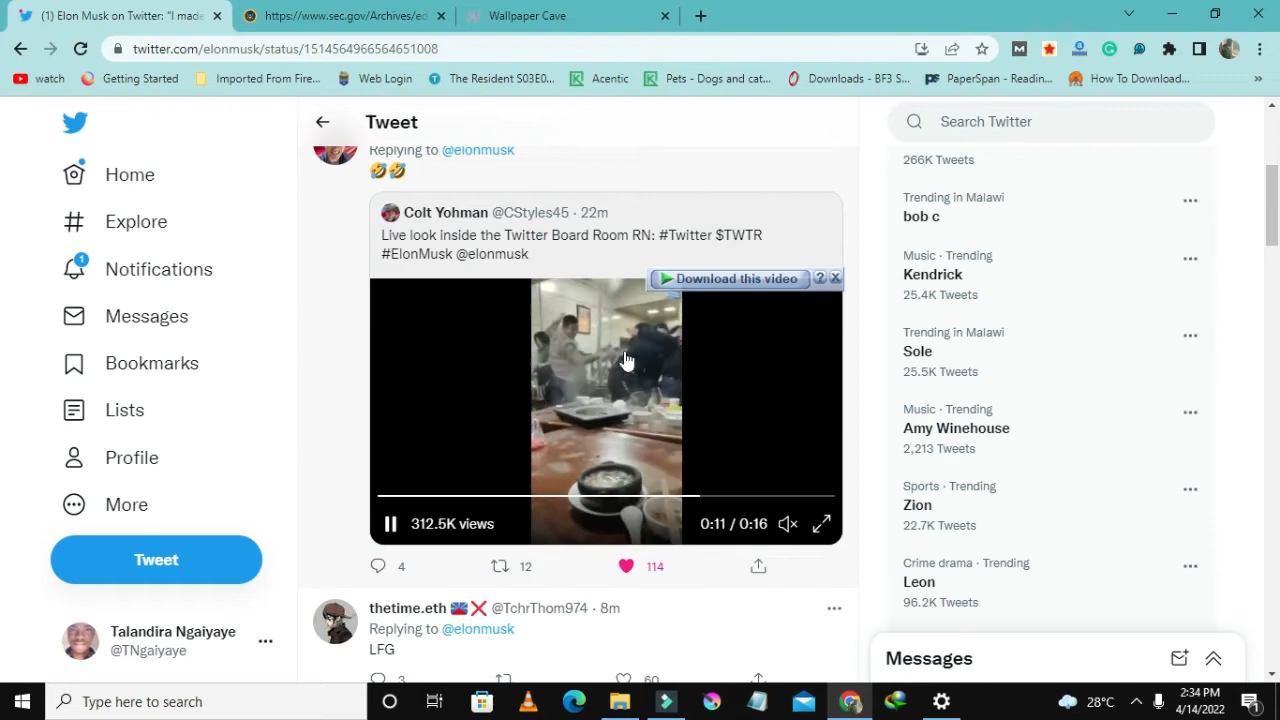 (1) Elon Musk on Twitter: "I made
https://www.sec.gov/Archives/ed
Wallpaper Cave
twitter.com/elonmusk/status/1514564966564651008
watch
Getting Started
Imported From Fire...
Web Login
The Resident S03E0...
Acentic
Pets - Dogs and cat...
Downloads - BF3 S...
PaperSpan - Readin...
How To Download...
Home
Explore
1
Notifications
Messages
Bookmarks
Lists
Profile
More
Tweet
Talandira Ngaiyaye
@TNgaiyaye
Tweet
Replying to @elonmusk
🤣🤣
Colt Yohman @CStyles45 · 22m
Live look inside the Twitter Board Room RN: #Twitter $TWTR
#ElonMusk @elonmusk
Download this video
312.5K views
0:11 / 0:16
4
12
114
thetime.eth @TchrThom974 · 8m
Replying to @elonmusk
LFG
3
60
Search Twitter
266K Tweets
Trending in Malawi
bob c
Music · Trending
Kendrick
25.4K Tweets
Trending in Malawi
Sole
25.5K Tweets
Music · Trending
Amy Winehouse
2,213 Tweets
Sports · Trending
Zion
22.7K Tweets
Crime drama · Trending
Leon
96.2K Tweets
Messages
Type here to search
28°C
2:34 PM
4/14/2022
1